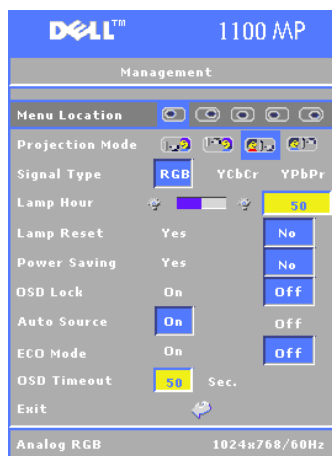 DELL™ 1100 MP
Management
Menu Location
Projection Mode
Signal Type RGB YCbCr YPbPr
Lamp Hour 50
Lamp Reset Yes No
Power Saving Yes No
OSD Lock On Off
Auto Source On Off
ECO Mode On Off
OSD Timeout 50 Sec.
Exit
Analog RGB 1024x768/60Hz